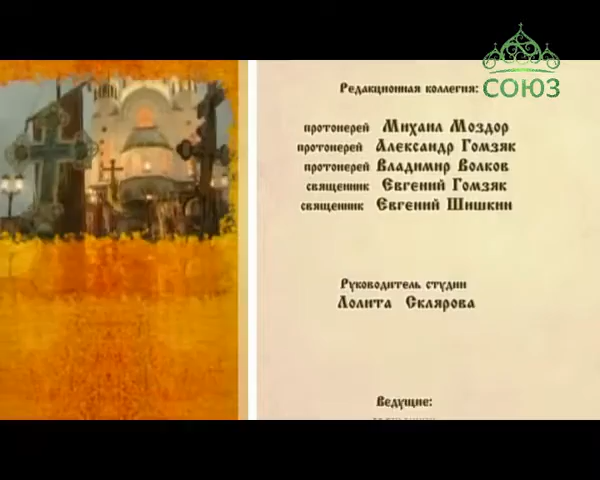 СОЮЗ
Редакционная коллегия:
протоиерей Михаил Моздор
протоиерей Александр Гомзяк
протоиерей Владимир Волков
священник Евгений Гомзяк
священник Евгений Шишкин
Руководитель студии
Лолита Склярова
Ведущие: